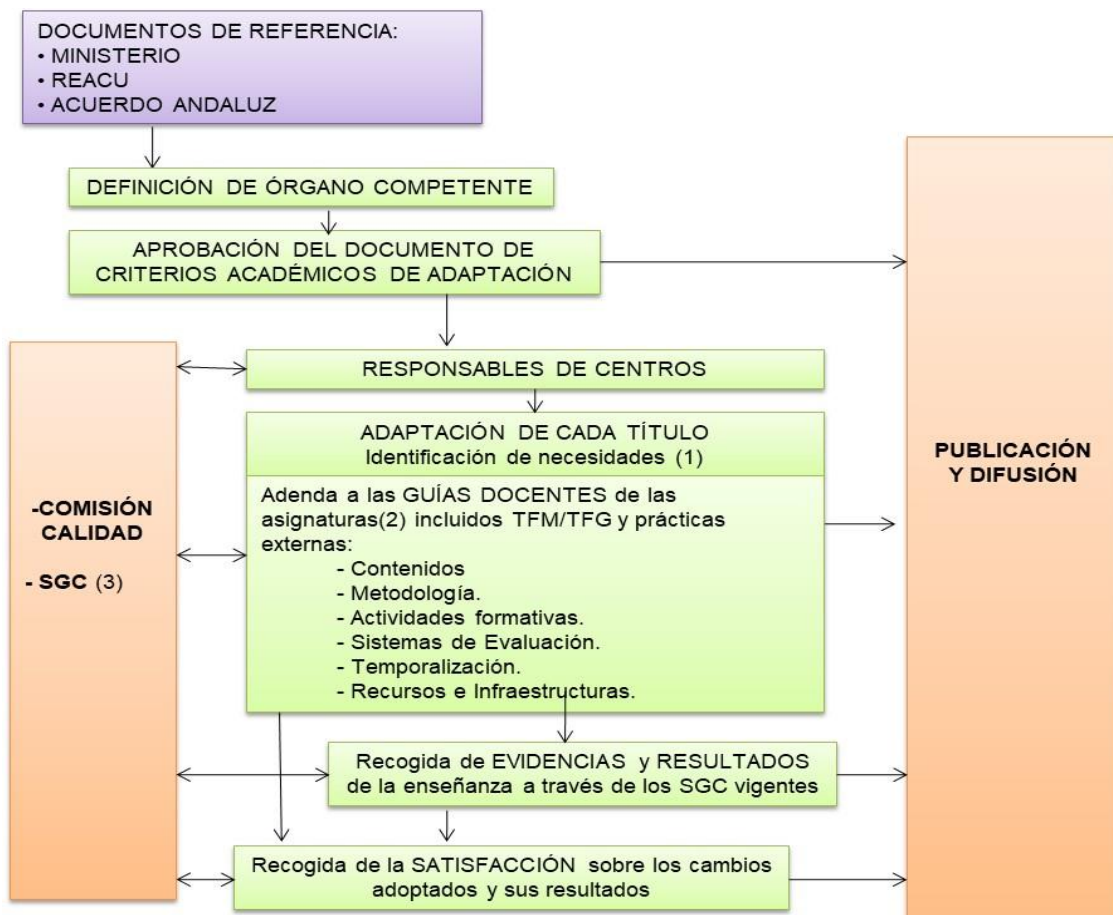 DOCUMENTOS DE REFERENCIA:
• MINISTERIO
• REACU
• ACUERDO ANDALUZ
DEFINICIÓN DE ÓRGANO COMPETENTE
APROBACIÓN DEL DOCUMENTO DE
CRITERIOS ACADÉMICOS DE ADAPTACIÓN
RESPONSABLES DE CENTROS
ADAPTACIÓN DE CADA TÍTULO
Identificación de necesidades (1)
Adenda a las GUÍAS DOCENTES de las
asignaturas(2) incluidos TFM/TFG y prácticas
externas:
- Contenidos
- Metodología.
- Actividades formativas.
- Sistemas de Evaluación.
- Temporalización.
- Recursos e Infraestructuras.
Recogida de EVIDENCIAS y RESULTADOS
de la enseñanza a través de los SGC vigentes
Recogida de la SATISFACCIÓN sobre los cambios
adoptados y sus resultados
-COMISIÓN
CALIDAD
- SGC (3)
PUBLICACIÓN
Y DIFUSIÓN